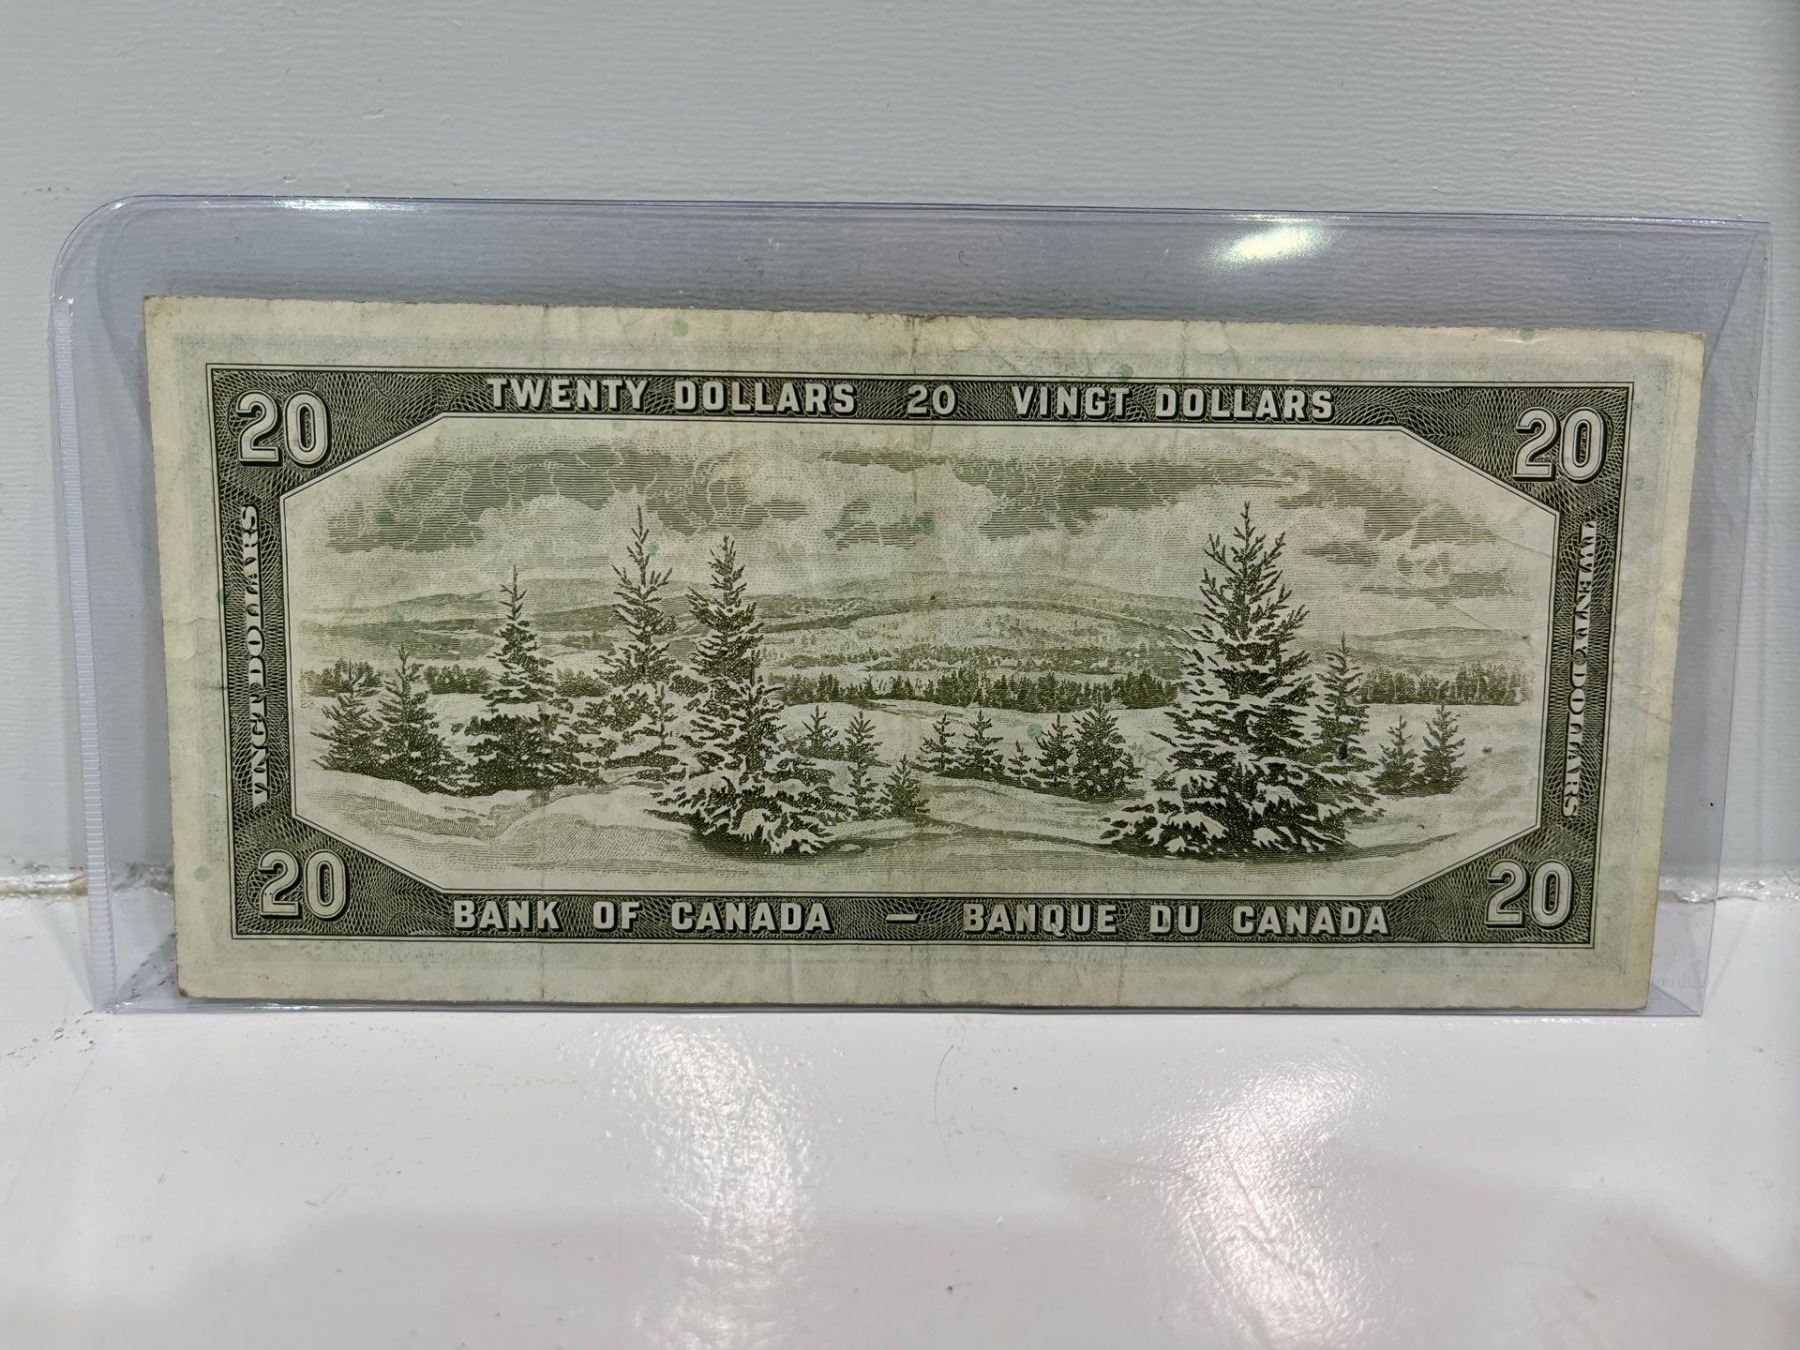 TWENTY DOLLARS 20 VINGT DOLLARS
20
20
VINGT DOLLARS
TWENTY DOLLARS
20
20
BANK OF CANADA — BANQUE DU CANADA